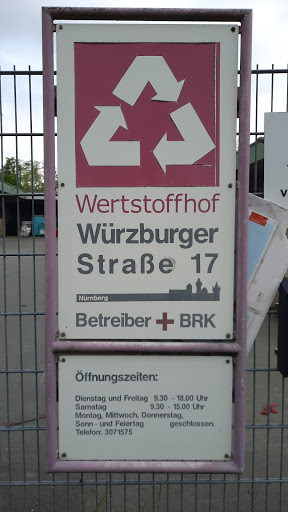 Wertstoffhof
Würzburger
Straße 17
Nürnberg
Betreiber + BRK
Öffnungszeiten:
Dienstag und Freitag 9.30 - 18.00 Uhr
Samstag 9.30 - 15.00 Uhr
Montag, Mittwoch, Donnerstag,
Sonn - und Feiertag geschlossen.
Telefon: 3071575